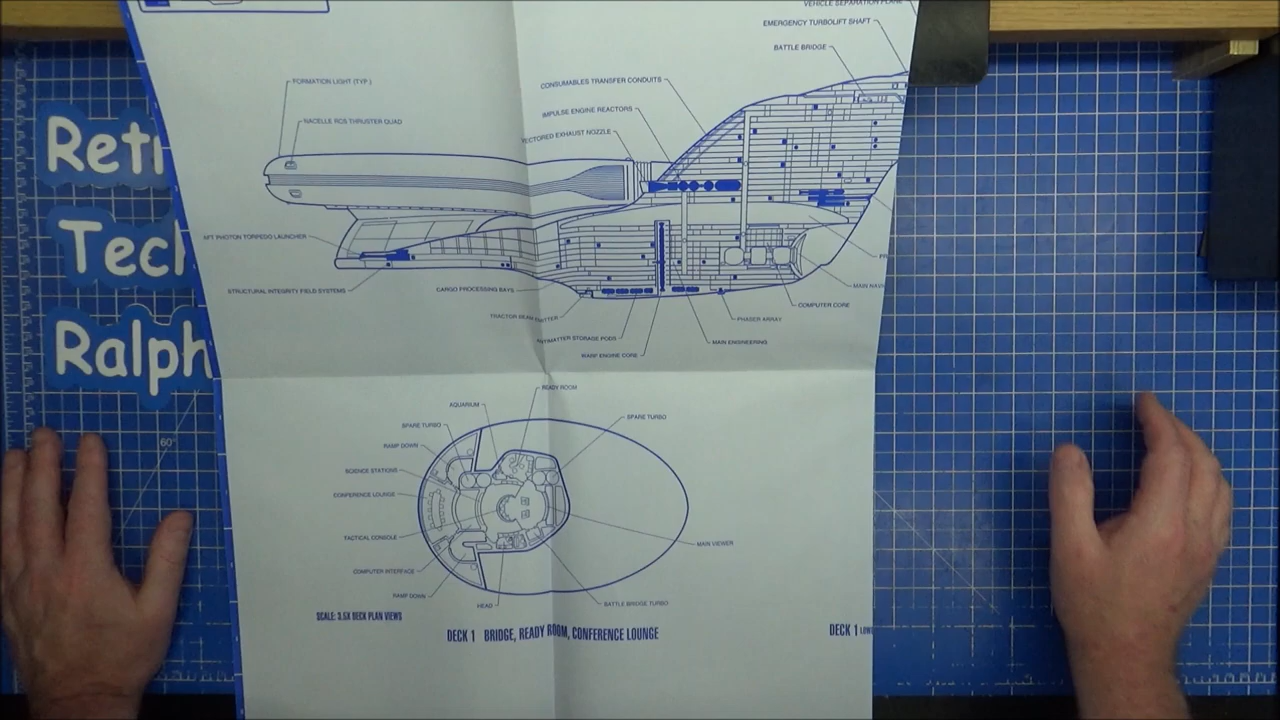 VEHICLE SEPARATION PLANE
EMERGENCY TURBOLIFT SHAFT
BATTLE BRIDGE
CONSUMABLES TRANSFER CONDUITS
FORMATION LIGHT (TYP.)
IMPULSE ENGINE REACTORS
NACELLE RCS THRUSTER QUAD
VECTORED EXHAUST NOZZLE
Retr
Tech
Ralph
AFT PHOTON TORPEDO LAUNCHER
STRUCTURAL INTEGRITY FIELD SYSTEMS
CARGO PROCESSING BAYS
PR
MAIN NAVI
COMPUTER CORE
TRACTOR BEAM EMITTER
PHASER ARRAY
ANTIMATTER STORAGE PODS
MAIN ENGINEERING
WARP ENGINE CORE
READY ROOM
AQUARIUM
SPARE TURBO
SPARE TURBO
RAMP DOWN
60°
SCIENCE STATIONS
CONFERENCE LOUNGE
TACTICAL CONSOLE
MAIN VIEWER
COMPUTER INTERFACE
RAMP DOWN
HEAD
BATTLE BRIDGE TURBO
SCALE: 3.5X DECK PLAN VIEWS
DECK 1 BRIDGE, READY ROOM, CONFERENCE LOUNGE
DECK 1 LOWE